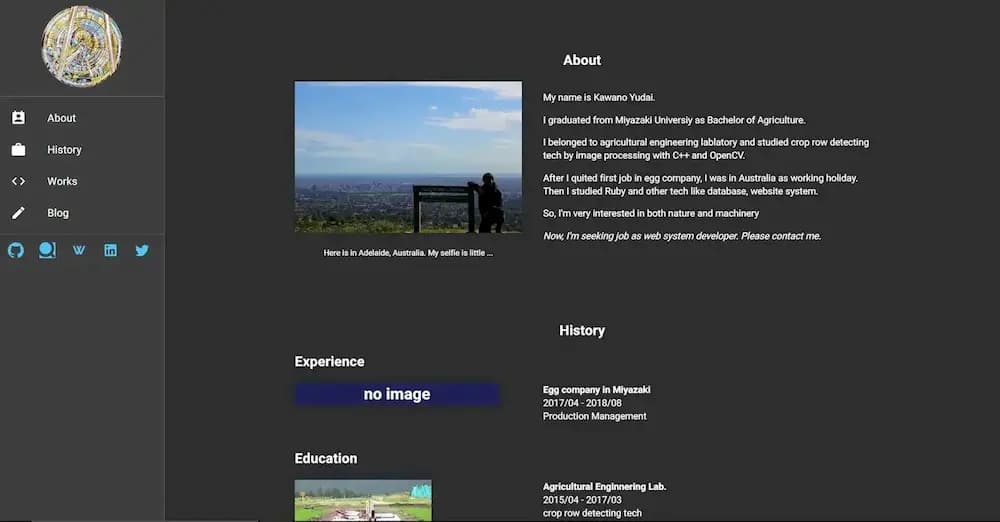 About
History
Works
Blog
About
My name is Kawano Yudai.
I graduated from Miyazaki Universiy as Bachelor of Agriculture.
I belonged to agricultural engineering lablatory and studied crop row detecting
tech by image processing with C++ and OpenCV.
After I quited first job in egg company, I was in Australia as working holiday.
Then I studied Ruby and other tech like database, website system.
So, I'm very interested in both nature and machinery
Now, I'm seeking job as web system developer. Please contact me.
Here is in Adelaide, Australia. My selfie is little ...
History
Experience
no image
Egg company in Miyazaki
2017/04 - 2018/08
Production Management
Education
Agricultural Enginnering Lab.
2015/04 - 2017/03
crop row detecting tech